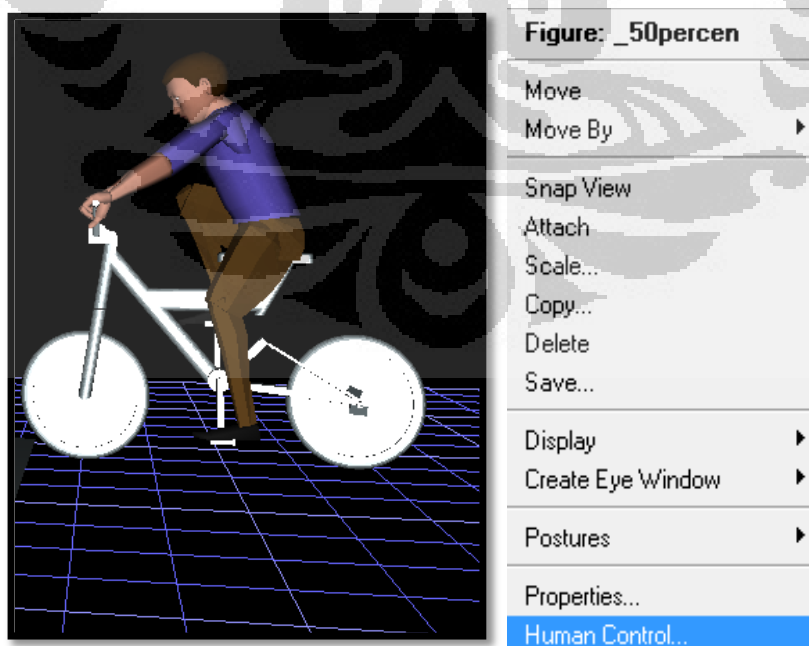 Figure: _50percen
Move
Move By
Snap View
Attach
Scale...
Copy...
Delete
Save...
Display
Create Eye Window
Postures
Properties...
Human Control...